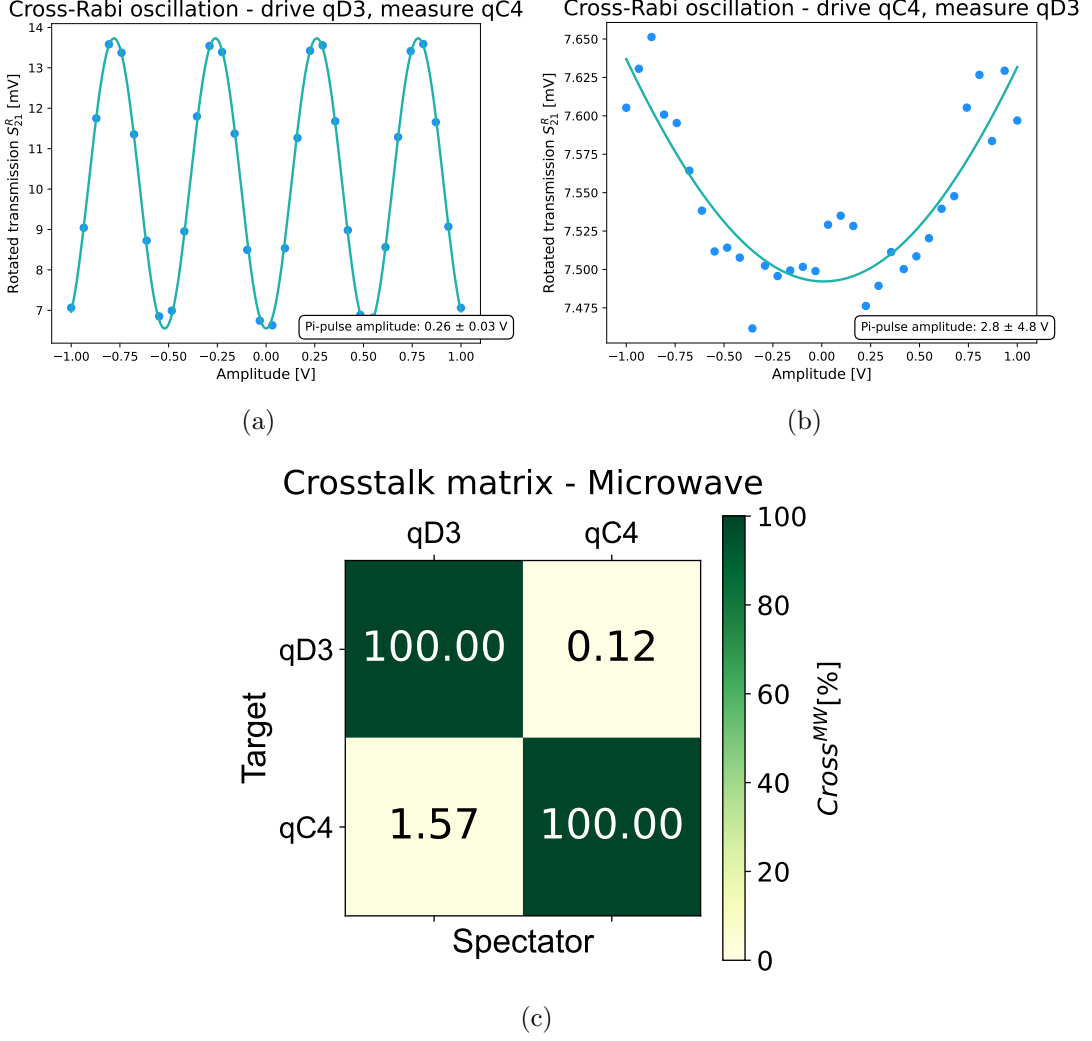 Cross-Rabi oscillation - drive qD3, measure qC4
14
13
12
11
10
9
8
7
Rotated transmission S_21^R [mV]
Pi-pulse amplitude: 0.26 ± 0.03 V
−1.00 −0.75 −0.50 −0.25 0.00 0.25 0.50 0.75 1.00
Amplitude [V]
(a)
Cross-Rabi oscillation - drive qC4, measure qD3
7.650
7.625
7.600
7.575
7.550
7.525
7.500
7.475
Rotated transmission S_21^R [mV]
Pi-pulse amplitude: 2.8 ± 4.8 V
−1.00 −0.75 −0.50 −0.25 0.00 0.25 0.50 0.75 1.00
Amplitude [V]
(b)
Crosstalk matrix - Microwave
qD3 qC4
qD3 100.00 0.12
qC4 1.57 100.00
Target
Spectator
100
80
60
40
20
0
Cross^MW[%]
(c)